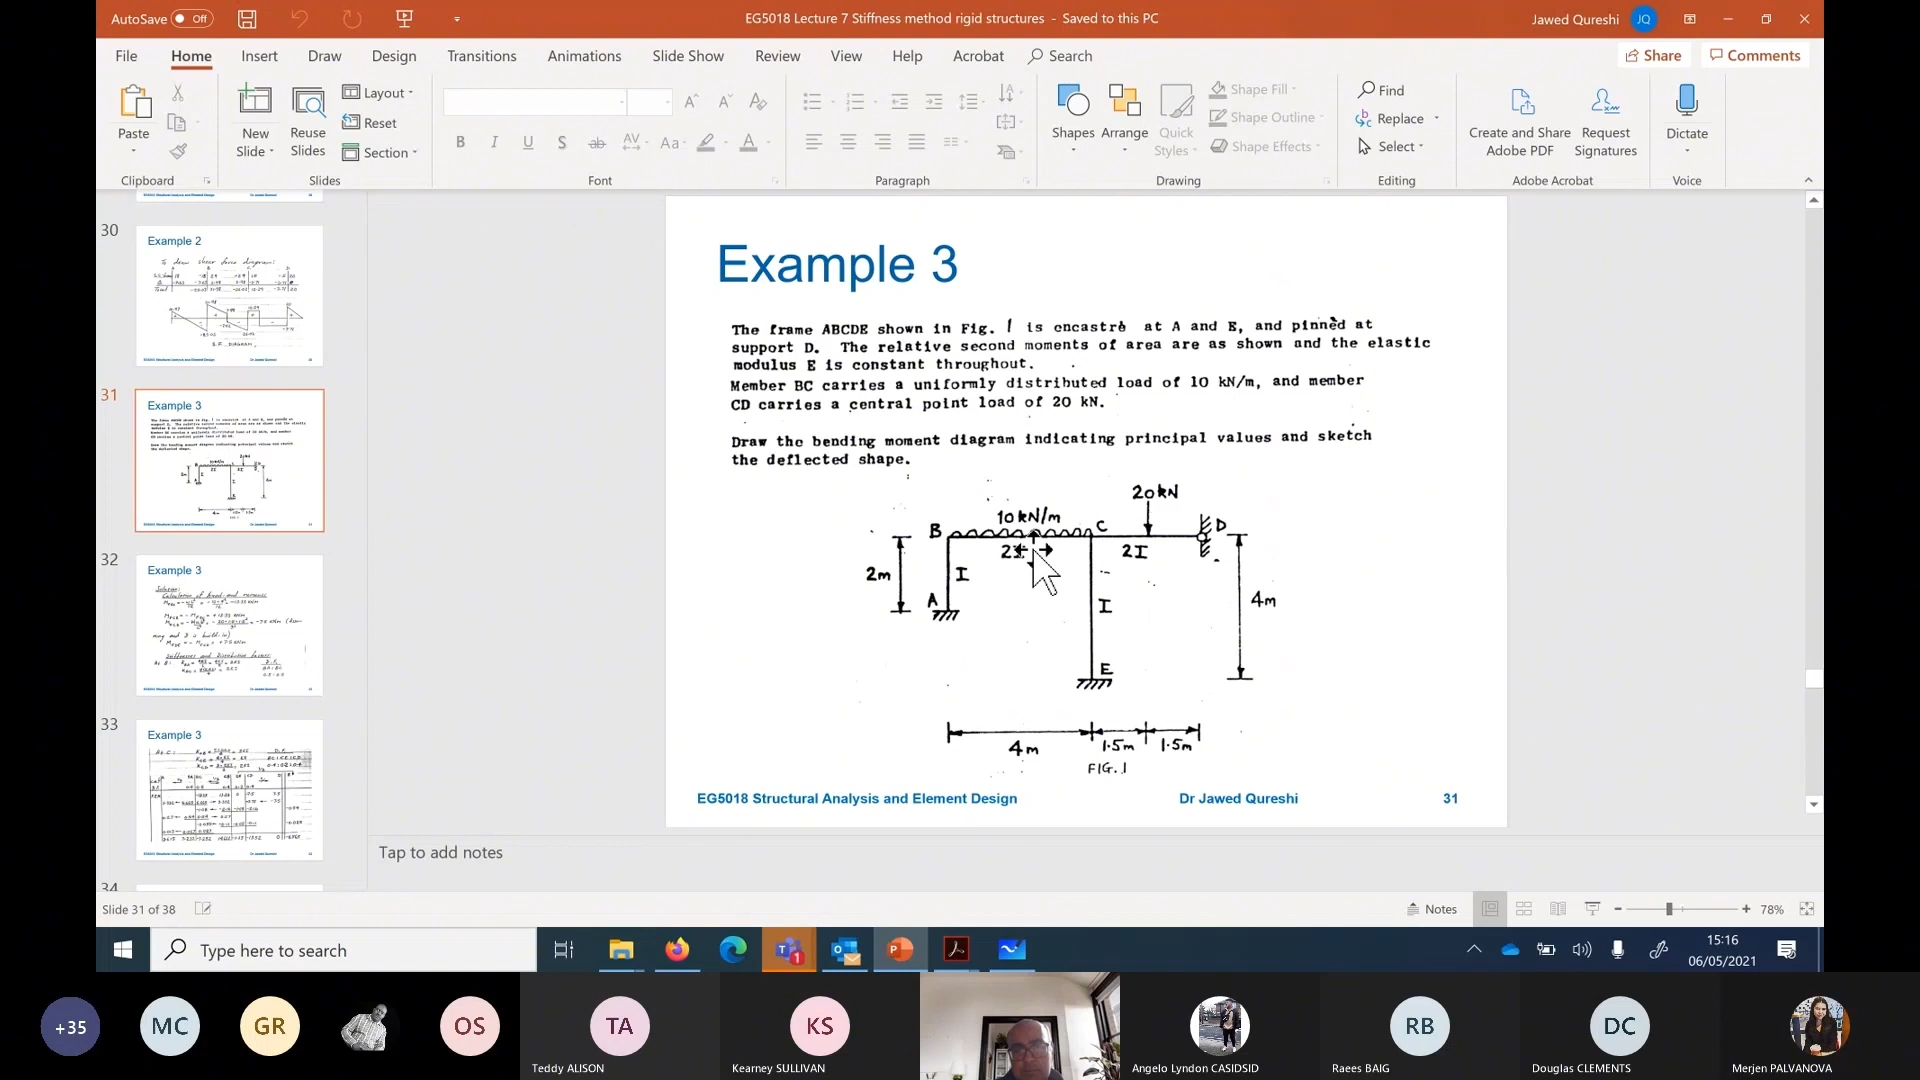 AutoSave Off
EG5018 Lecture 7 Stiffness method rigid structures - Saved to this PC
Jawed Qureshi JQ
File Home Insert Draw Design Transitions Animations Slide Show Review View Help Acrobat Search
Share Comments
Paste
New Slide
Reuse Slides
Layout
Reset
Section
Shapes
Arrange
Quick Styles
Shape Fill
Shape Outline
Shape Effects
Find
Replace
Select
Create and Share Adobe PDF
Request Signatures
Dictate
Clipboard Slides Font Paragraph Drawing Editing Adobe Acrobat Voice
30
Example 2
31
Example 3
32
Example 3
33
Example 3
34
Example 3
The frame ABCDE shown in Fig. 1 is encastré at A and E, and pinned at
support D. The relative second moments of area are as shown and the elastic
modulus E is constant throughout.
Member BC carries a uniformly distributed load of 10 kN/m, and member
CD carries a central point load of 20 kN.
Draw the bending moment diagram indicating principal values and sketch
the deflected shape.
20kN
10kN/m
B C D
2I 2I
2m I
A
I 4m
E
4m 1.5m 1.5m
FIG.1
EG5018 Structural Analysis and Element Design Dr Jawed Qureshi 31
Tap to add notes
Slide 31 of 38
Notes
78%
Type here to search
15:16
06/05/2021
+35 MC GR OS TA KS RB DC
Teddy ALISON
Kearney SULLIVAN
Angelo Lyndon CASIDSID
Raees BAIG
Douglas CLEMENTS
Merjen PALVANOVA